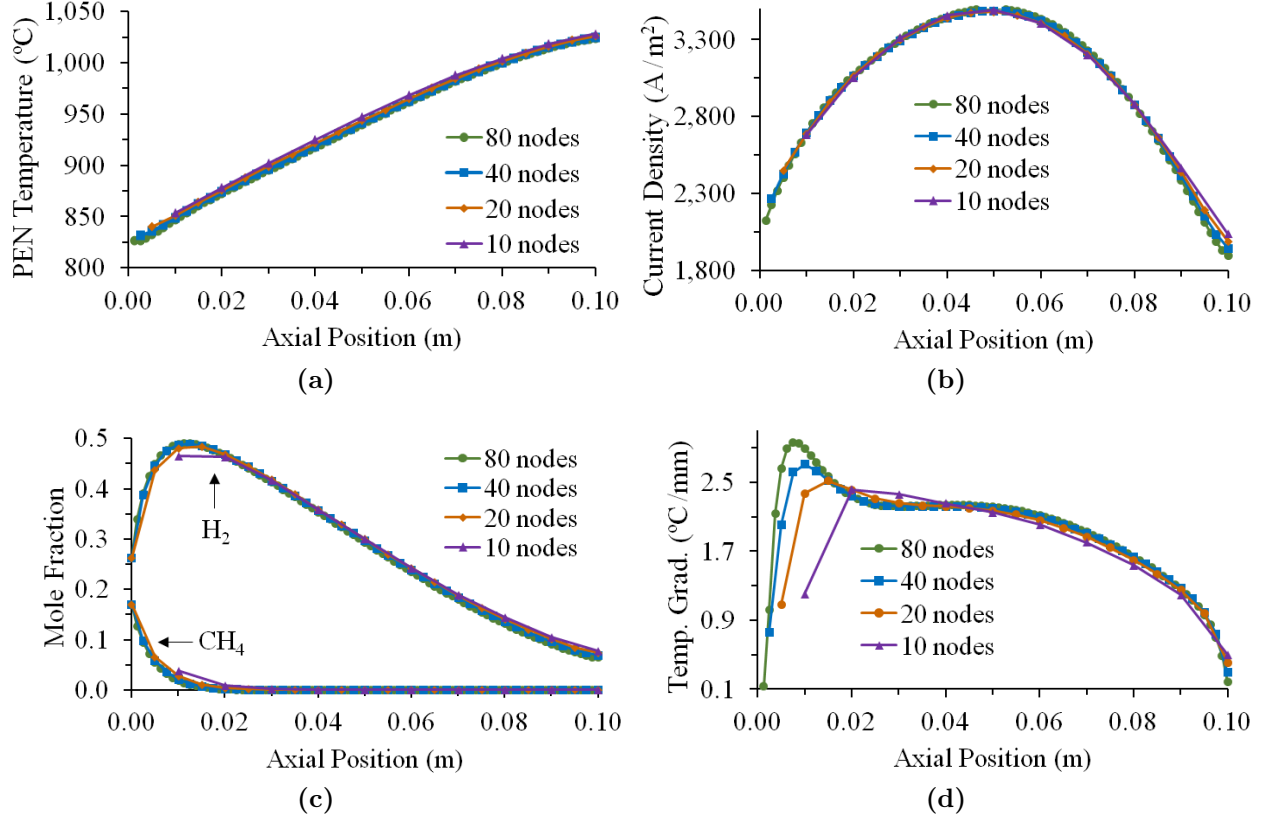 PEN Temperature (ºC)
1,050
1,000
950
900
850
800
80 nodes
40 nodes
20 nodes
10 nodes
0.00 0.02 0.04 0.06 0.08 0.10
Axial Position (m)
(a)
Current Density (A / m²)
3,300
2,800
2,300
1,800
80 nodes
40 nodes
20 nodes
10 nodes
0.00 0.02 0.04 0.06 0.08 0.10
Axial Position (m)
(b)
Mole Fraction
0.5
0.4
0.3
0.2
0.1
0.0
80 nodes
40 nodes
20 nodes
10 nodes
H₂
CH₄
0.00 0.02 0.04 0.06 0.08 0.10
Axial Position (m)
(c)
Temp. Grad. (ºC/mm)
2.5
1.7
0.9
0.1
80 nodes
40 nodes
20 nodes
10 nodes
0.00 0.02 0.04 0.06 0.08 0.10
Axial Position (m)
(d)